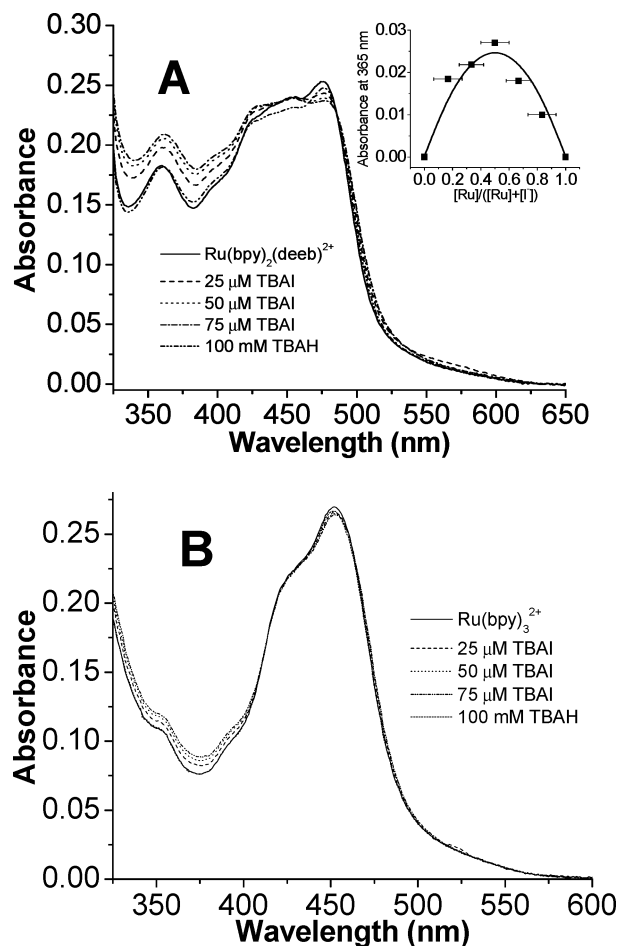 A
Absorbance
0.30
0.25
0.20
0.15
0.10
0.05
0.00
350 400 450 500 550 600 650
Wavelength (nm)
Ru(bpy)₂(deeb)²⁺
25 μM TBAI
50 μM TBAI
75 μM TBAI
100 mM TBAH
Absorbance at 365 nm
0.03
0.02
0.01
0.00
0.0 0.2 0.4 0.6 0.8 1.0
[Ru]/([Ru]+[I⁻])
B
Absorbance
0.25
0.20
0.15
0.10
0.05
0.00
350 400 450 500 550 600
Wavelength (nm)
Ru(bpy)₃²⁺
25 μM TBAI
50 μM TBAI
75 μM TBAI
100 mM TBAH